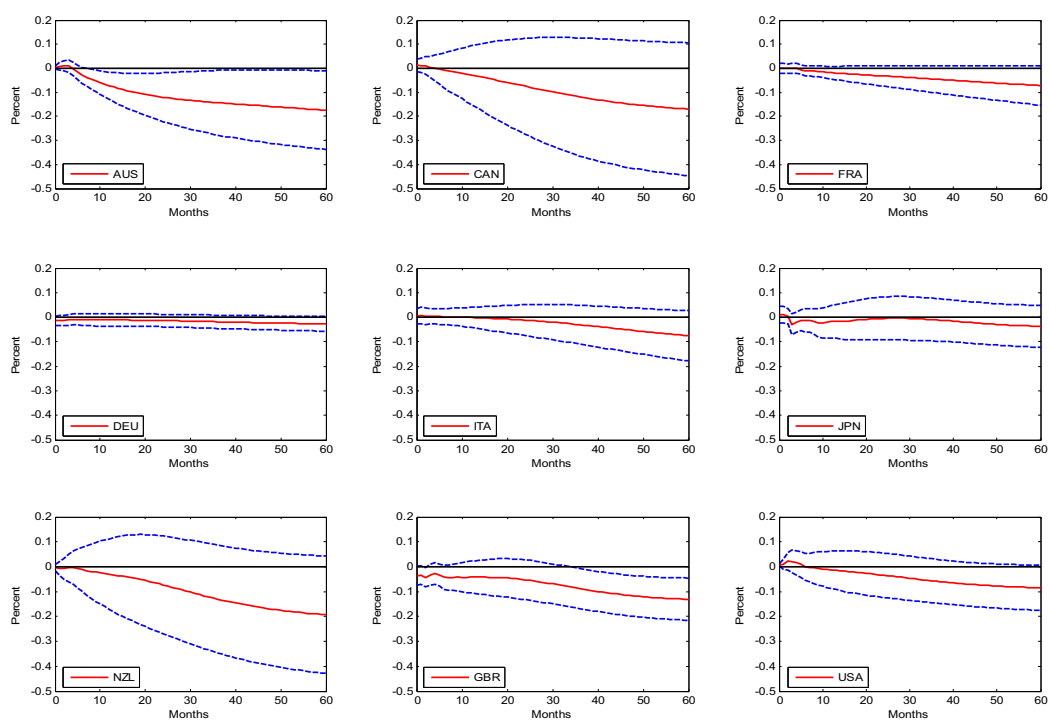 0.2 0.2 0.2
0.1 0.1 0.1
0 0 0
-0.1 -0.1 -0.1
-0.2 -0.2 -0.2
-0.3 -0.3 -0.3
-0.4 -0.4 -0.4
-0.5 -0.5 -0.5
Percent Percent Percent
AUS CAN FRA
0 10 20 30 40 50 60 0 10 20 30 40 50 60 0 10 20 30 40 50 60
Months Months Months
0.2 0.2 0.2
0.1 0.1 0.1
0 0 0
-0.1 -0.1 -0.1
-0.2 -0.2 -0.2
-0.3 -0.3 -0.3
-0.4 -0.4 -0.4
-0.5 -0.5 -0.5
Percent Percent Percent
DEU ITA JPN
0 10 20 30 40 50 60 0 10 20 30 40 50 60 0 10 20 30 40 50 60
Months Months Months
0.2 0.2 0.2
0.1 0.1 0.1
0 0 0
-0.1 -0.1 -0.1
-0.2 -0.2 -0.2
-0.3 -0.3 -0.3
-0.4 -0.4 -0.4
-0.5 -0.5 -0.5
Percent Percent Percent
NZL GBR USA
0 10 20 30 40 50 60 0 10 20 30 40 50 60 0 10 20 30 40 50 60
Months Months Months